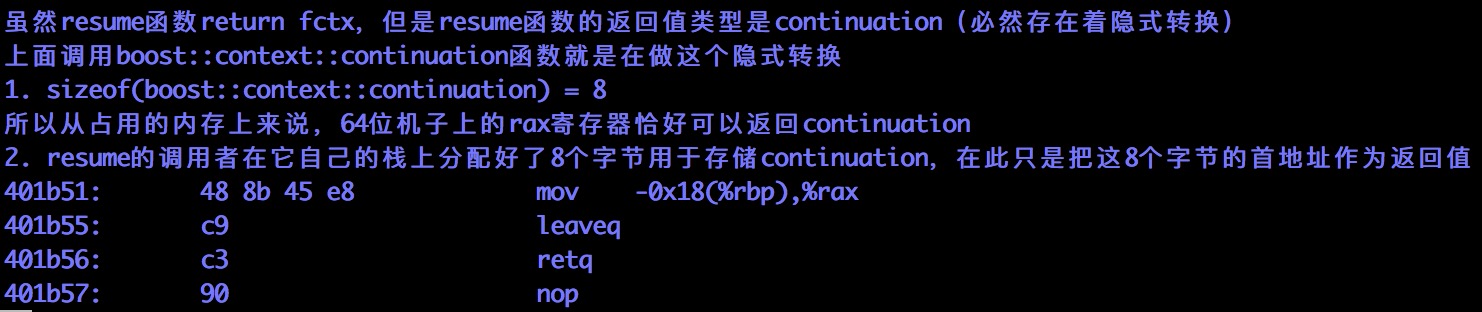 虽然resume函数return fctx，但是resume函数的返回值类型是continuation（必然存在着隐式转换）
上面调用boost::context::continuation函数就是在做这个隐式转换
1. sizeof(boost::context::continuation) = 8
所以从占用的内存上来说，64位机子上的rax寄存器恰好可以返回continuation
2. resume的调用者在它自己的栈上分配好了8个字节用于存储continuation，在此只是把这8个字节的首地址作为返回值
401b51: 48 8b 45 e8 mov -0x18(%rbp),%rax
401b55: c9 leaveq
401b56: c3 retq
401b57: 90 nop